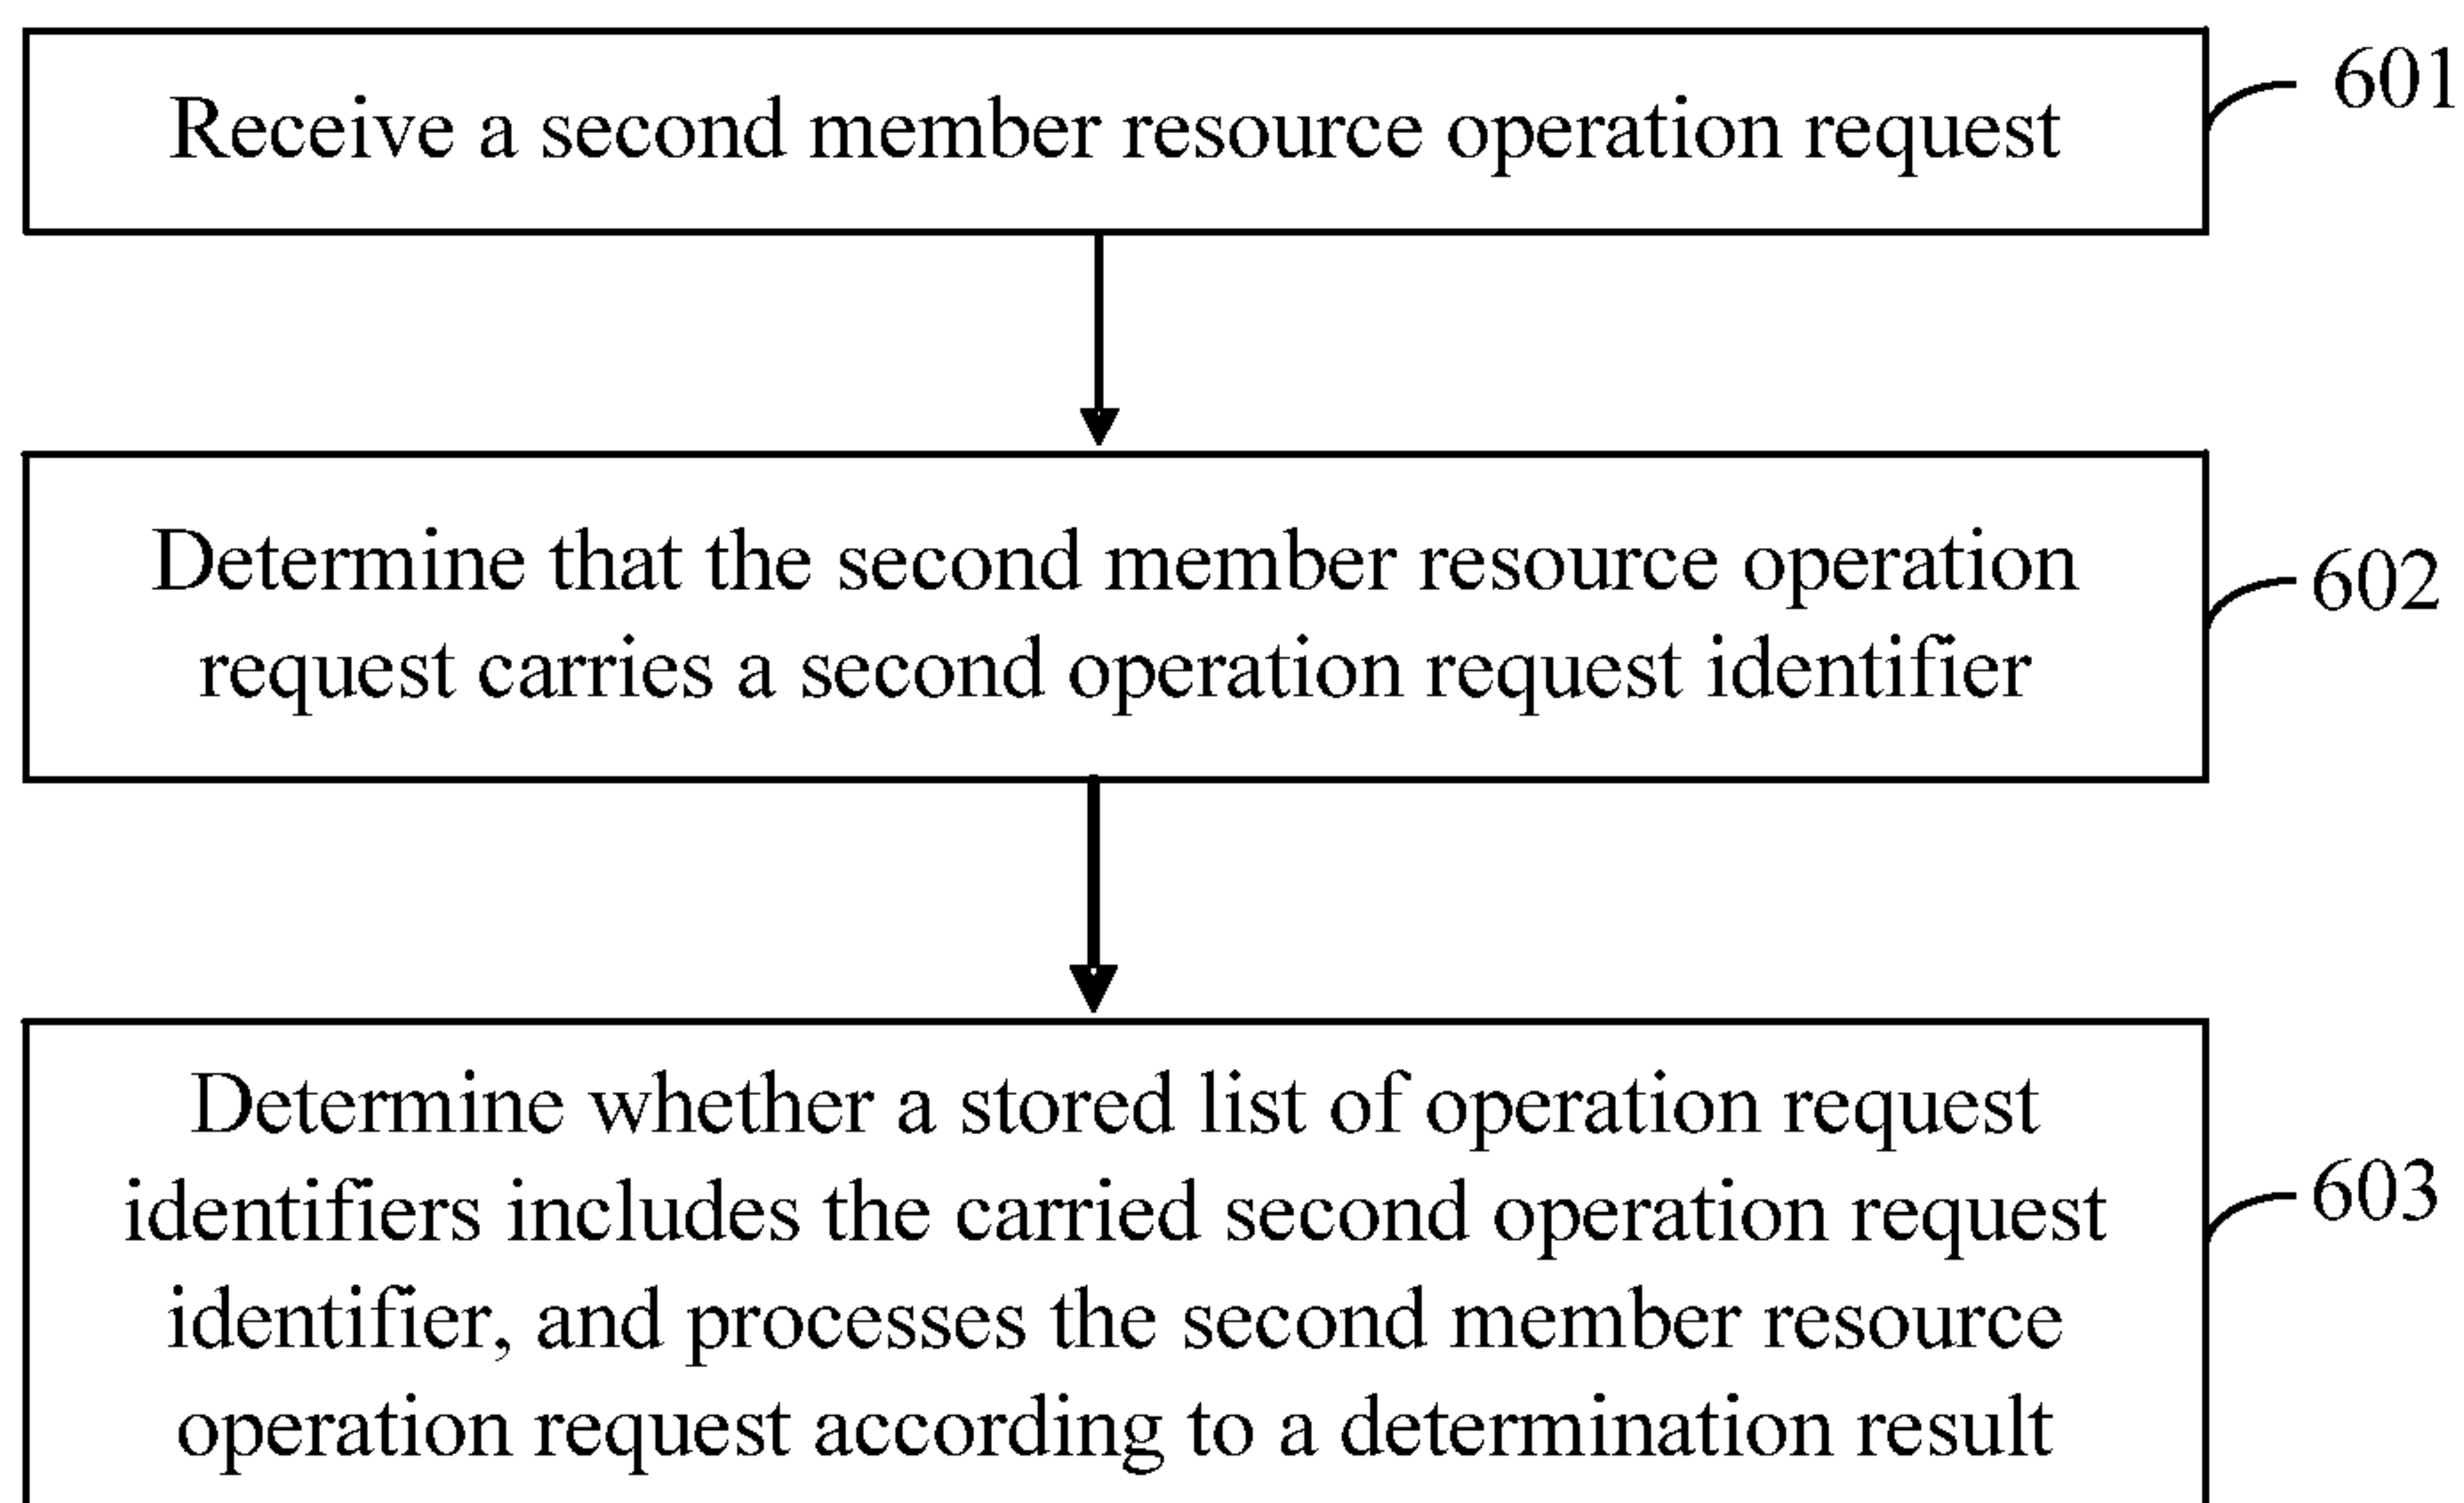 Receive a second member resource operation request
601
Determine that the second member resource operation
request carries a second operation request identifier
602
Determine whether a stored list of operation request
identifiers includes the carried second operation request
identifier, and processes the second member resource
operation request according to a determination result
603